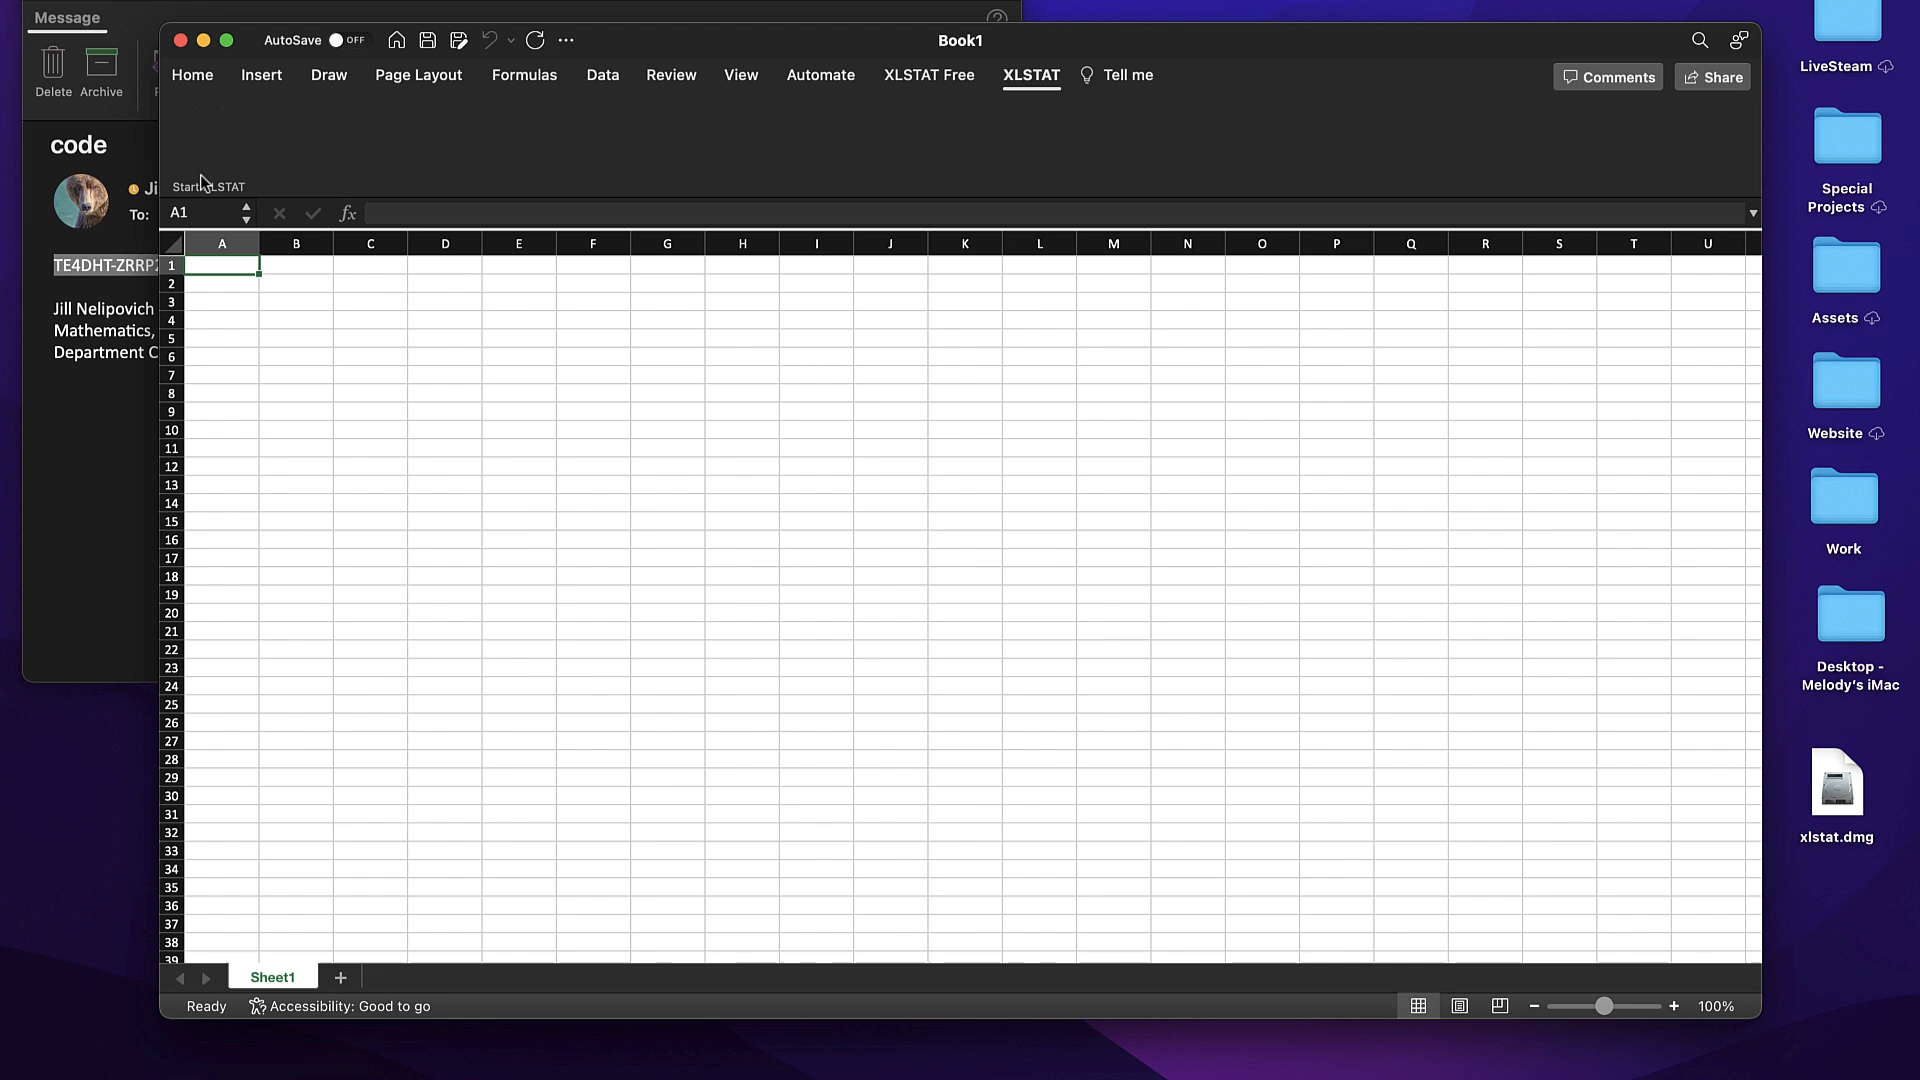 Message
Delete Archive
code
To:
Jill Nelipovich
Mathematics,
Department
AutoSave OFF
Book1
Home Insert Draw Page Layout Formulas Data Review View Automate XLSTAT Free XLSTAT Tell me
Comments Share
Start XLSTAT
A1
fx
A B C D E F G H I J K L M N O P Q R S T U
1
2
3
4
5
6
7
8
9
10
11
12
13
14
15
16
17
18
19
20
21
22
23
24
25
26
27
28
29
30
31
32
33
34
35
36
37
38
39
Sheet1
Ready Accessibility: Good to go
100%
LiveSteam
Special
Projects
Assets
Website
Work
Desktop -
Melody’s iMac
xlstat.dmg